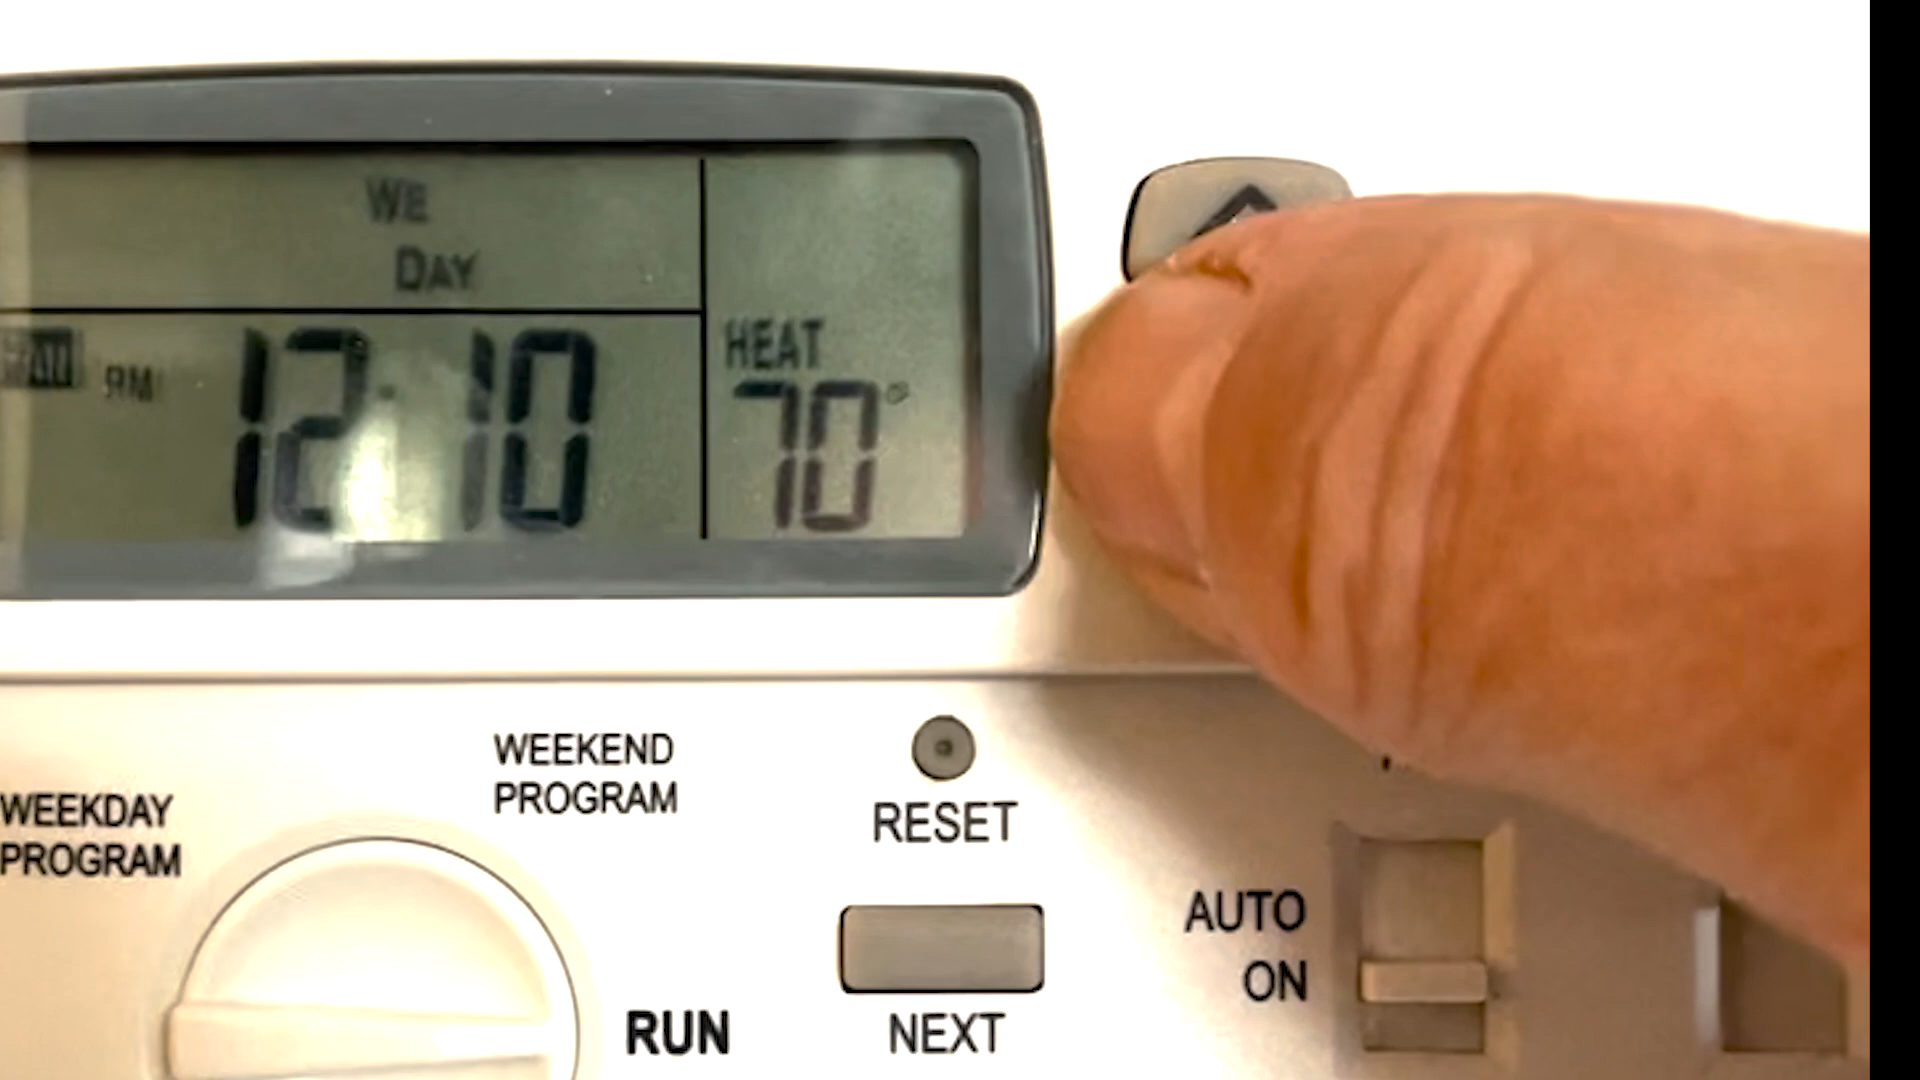 WE
DAY
HEAT
PM 12:10 70°
WEEKEND
PROGRAM
WEEKDAY
PROGRAM
RESET
AUTO
ON
RUN
NEXT